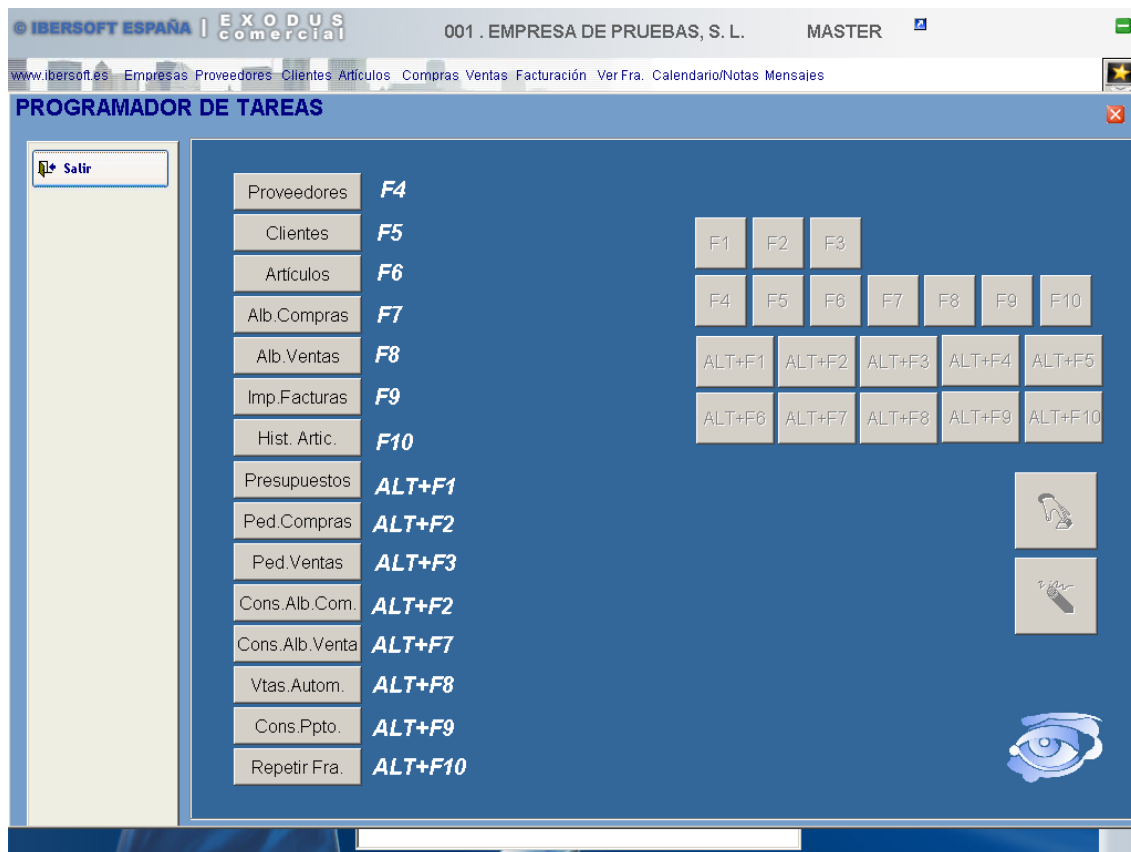 © IBERSOFT ESPAÑA | EXODUS comercial 001 . EMPRESA DE PRUEBAS, S. L. MASTER
www.ibersoft.es Empresas Proveedores Clientes Artículos Compras Ventas Facturación Ver Fra. Calendario/Notas Mensajes
PROGRAMADOR DE TAREAS
Salir
Proveedores F4
Clientes F5
Artículos F6
Alb.Compras F7
Alb.Ventas F8
Imp.Facturas F9
Hist. Artic. F10
Presupuestos ALT+F1
Ped.Compras ALT+F2
Ped.Ventas ALT+F3
Cons.Alb.Com. ALT+F2
Cons.Alb.Venta ALT+F7
Vtas.Autom. ALT+F8
Cons.Ppto. ALT+F9
Repetir Fra. ALT+F10
F1 F2 F3
F4 F5 F6 F7 F8 F9 F10
ALT+F1 ALT+F2 ALT+F3 ALT+F4 ALT+F5
ALT+F6 ALT+F7 ALT+F8 ALT+F9 ALT+F10